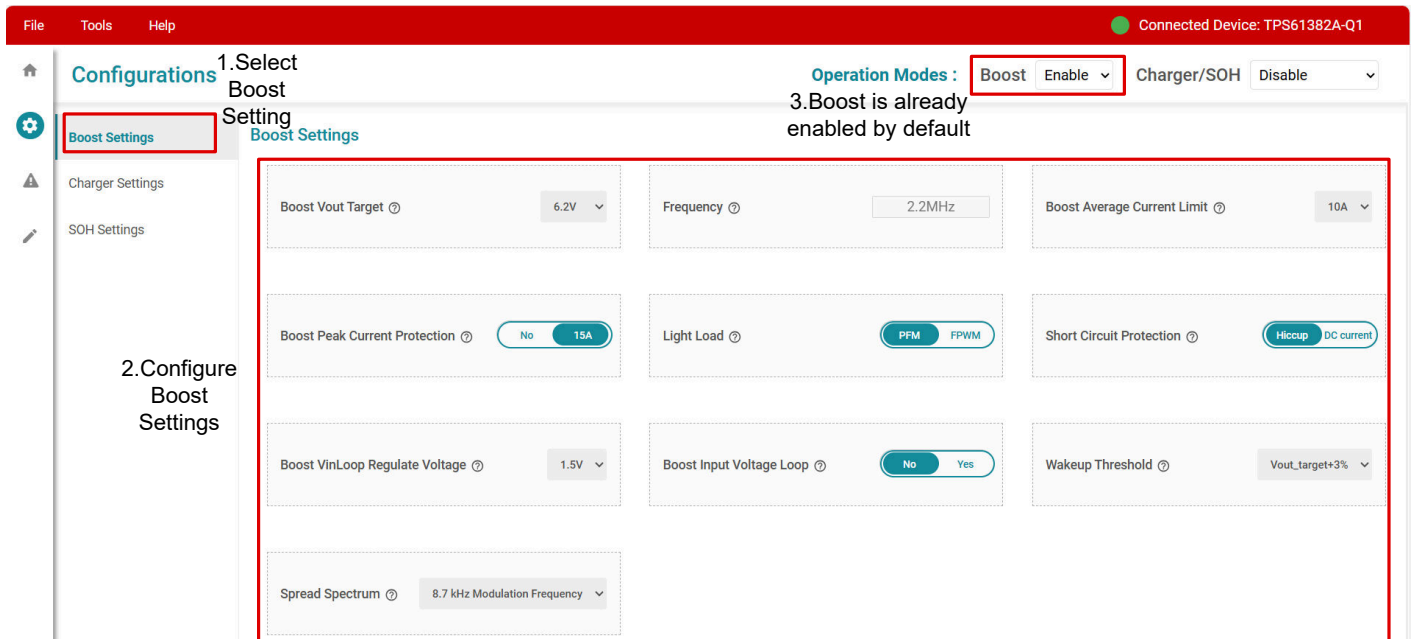 File Tools Help Connected Device: TPS61382A-Q1
Configurations
1.Select
Boost
Setting
Operation Modes : Boost Enable Charger/SOH Disable
3.Boost is already
enabled by default
Boost Settings
Charger Settings
SOH Settings
2.Configure
Boost
Settings
Boost Settings
Boost Vout Target 6.2V
Frequency 2.2MHz
Boost Average Current Limit 10A
Boost Peak Current Protection No 15A
Light Load PFM FPWM
Short Circuit Protection Hiccup DC current
Boost VinLoop Regulate Voltage 1.5V
Boost Input Voltage Loop No Yes
Wakeup Threshold Vout_target+3%
Spread Spectrum 8.7 kHz Modulation Frequency